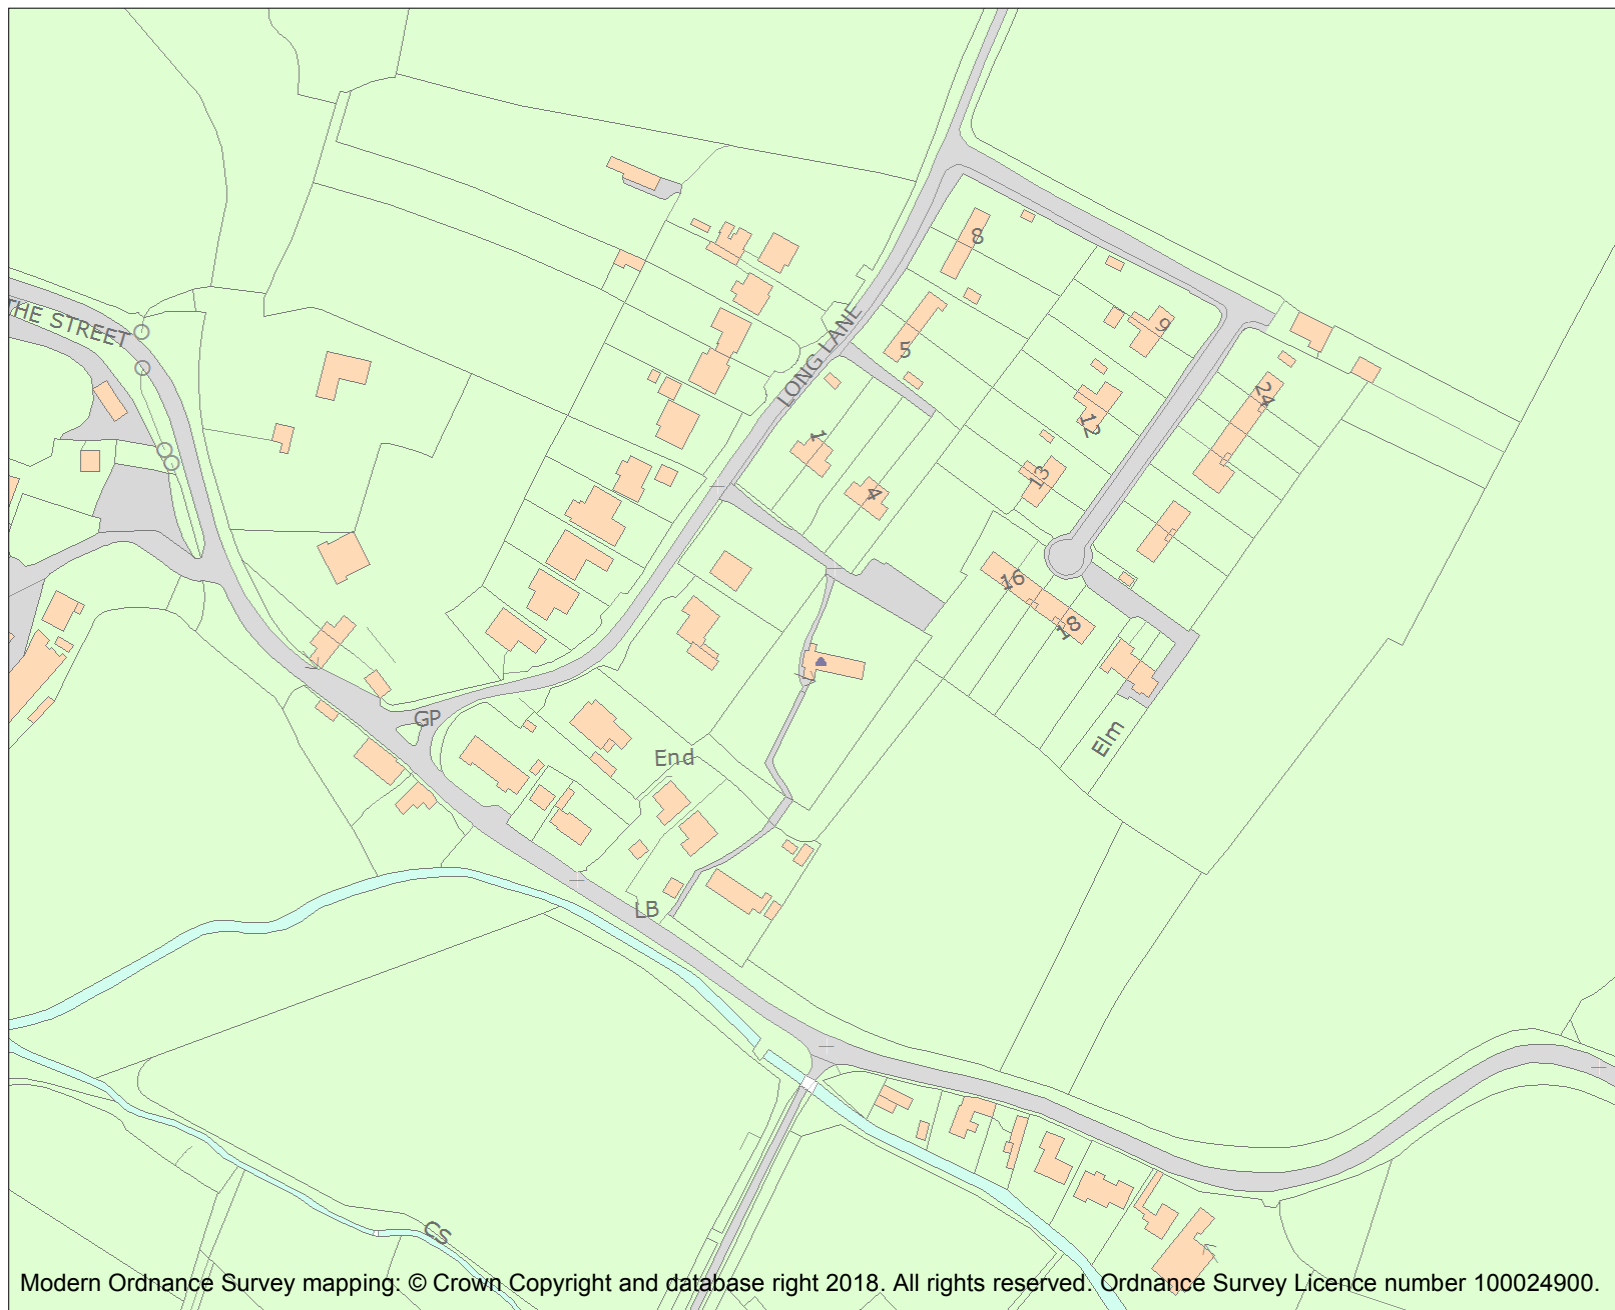 8
THE STREET
LONG LANE
9
5
24
12
1
13
4
16
18
GP
Elm
End
LB
CS
Modern Ordnance Survey mapping: © Crown Copyright and database right 2018. All rights reserved. Ordnance Survey Licence number 100024900.